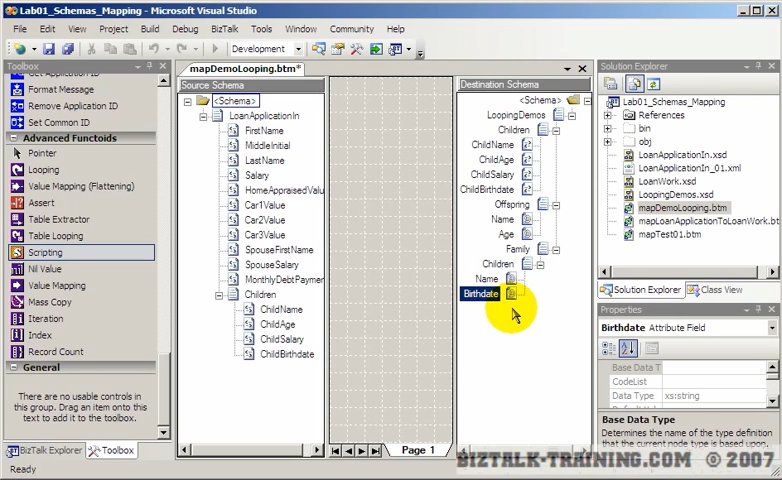 Lab01_Schemas_Mapping - Microsoft Visual Studio
File Edit View Project Build Debug BizTalk Tools Window Community Help
Development
Toolbox
Format Message
Remove Application ID
Set Common ID
Advanced Functoids
Pointer
Looping
Value Mapping (Flattening)
Assert
Table Extractor
Table Looping
Scripting
Nil Value
Value Mapping
Mass Copy
Iteration
Index
Record Count
General
There are no usable controls in
this group. Drag an item onto this
text to add it to the toolbox.
BizTalk Explorer Toolbox
Ready
mapDemoLooping.btm*
Source Schema
<Schema>
LoanApplicationIn
FirstName
MiddleInitial
LastName
Salary
HomeAppraisedValu
Car1Value
Car2Value
Car3Value
SpouseFirstName
SpouseSalary
MonthlyDebtPaymer
Children
ChildName
ChildAge
ChildSalary
ChildBirthdate
Page 1
Destination Schema
<Schema>
LoopingDemos
Children
ChildName
ChildAge
ChildSalary
ChildBirthdate
Offspring
Name
Age
Family
Children
Name
Birthdate
Solution Explorer
Lab01_Schemas_Mapping
References
bin
obj
LoanApplicationIn.xsd
LoanApplicationIn_01.xml
LoanWork.xsd
LoopingDemos.xsd
mapDemoLooping.btm
mapLoanApplicationToLoanWork.bt
mapTest01.btm
Solution Explorer Class View
Properties
Birthdate Attribute Field
Base Data T
CodeList
Data Type xs:string
Base Data Type
Determines the name of the type definition
that the current node type is based upon,
BIZTALK-TRAINING.COM © 2007